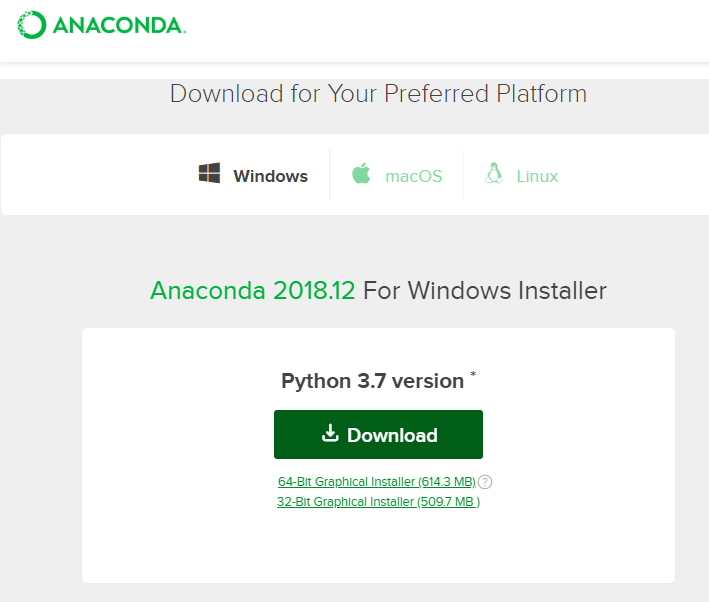 ANACONDA.
Download for Your Preferred Platform
Windows macOS Linux
Anaconda 2018.12 For Windows Installer
Python 3.7 version *
Download
64-Bit Graphical Installer (614.3 MB) ?
32-Bit Graphical Installer (509.7 MB )